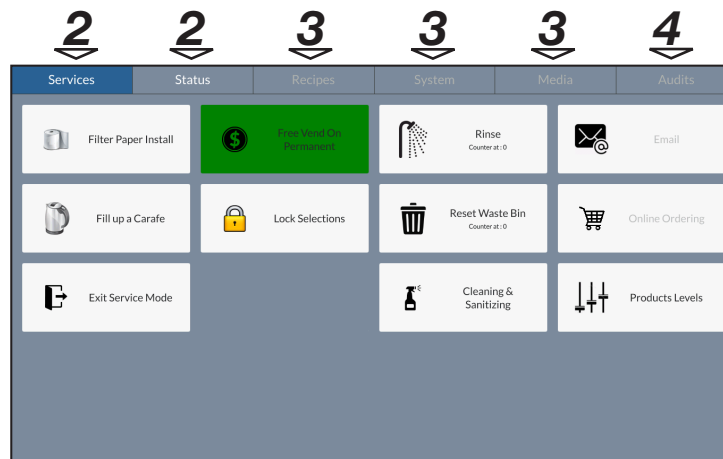 2 2 3 3 3 4
Services Status Recipes System Media Audits
Filter Paper Install
Free Vend On
Permanent
Rinse
Counter at : 0
Email
Fill up a Carafe
Lock Selections
Reset Waste Bin
Counter at : 0
Online Ordering
Exit Service Mode
Cleaning &
Sanitizing
Products Levels